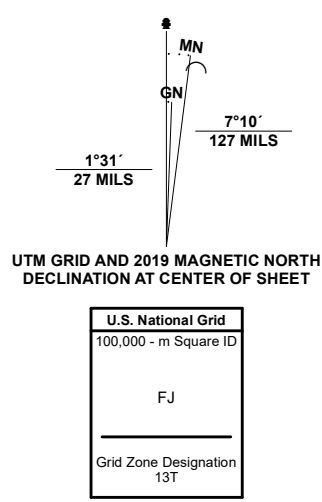 MN
GN
7°10´
127 MILS
1°31´
27 MILS
UTM GRID AND 2019 MAGNETIC NORTH
DECLINATION AT CENTER OF SHEET
U.S. National Grid
100,000 - m Square ID
FJ
Grid Zone Designation
13T